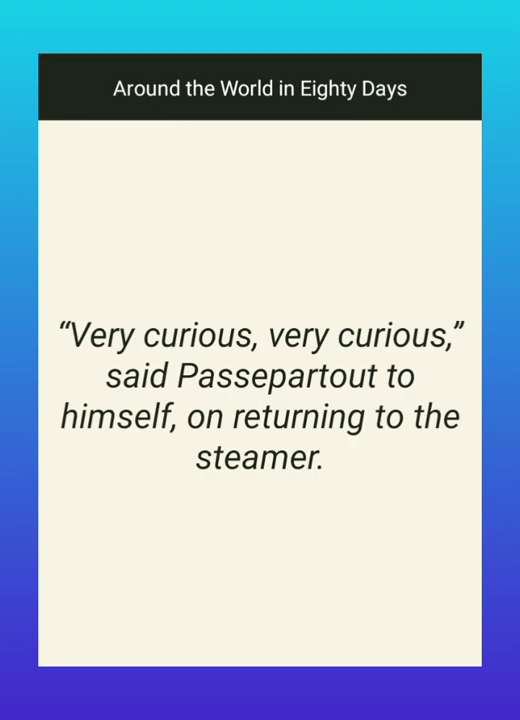 Around the World in Eighty Days
“Very curious, very curious,”
said Passepartout to
himself, on returning to the
steamer.